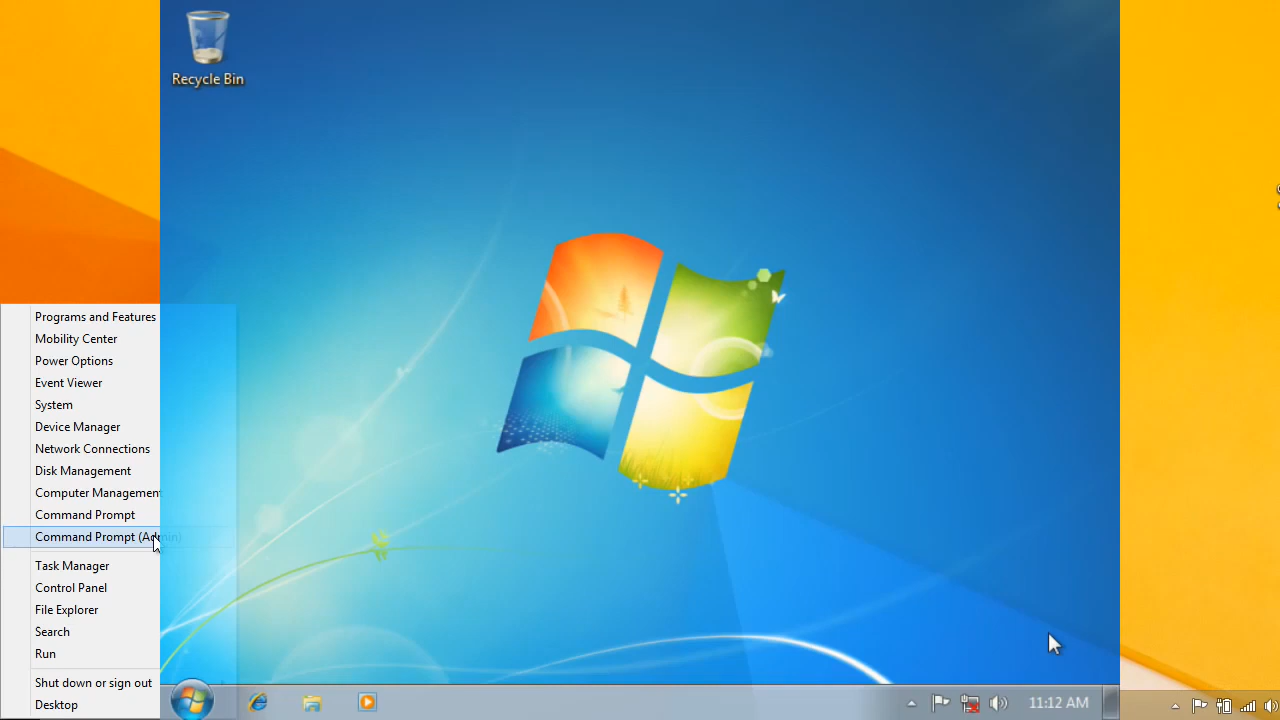 Recycle Bin
Programs and Features
Mobility Center
Power Options
Event Viewer
System
Device Manager
Network Connections
Disk Management
Computer Management
Command Prompt
Command Prompt (Admin)
Task Manager
Control Panel
File Explorer
Search
Run
Shut down or sign out
Desktop
11:12 AM